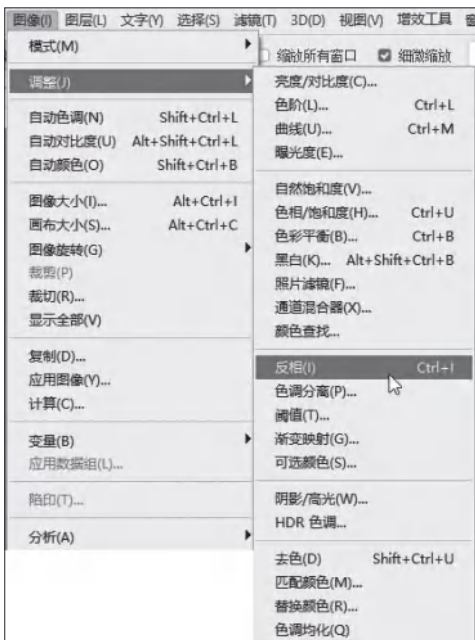 图像(I) 图层(L) 文字(Y) 选择(S) 滤镜(T) 3D(D) 视图(V) 增效工具
缩放所有窗口 细微缩放
模式(M)
调整(J)
自动色调(N) Shift+Ctrl+L
自动对比度(U) Alt+Shift+Ctrl+L
自动颜色(O) Shift+Ctrl+B
图像大小(I)... Alt+Ctrl+I
画布大小(S)... Alt+Ctrl+C
图像旋转(G)
裁剪(P)
裁切(R)...
显示全部(V)
复制(D)...
应用图像(Y)...
计算(C)...
变量(B)
应用数据组(L)...
陷印(T)...
分析(A)
亮度/对比度(C)...
色阶(L)... Ctrl+L
曲线(U)... Ctrl+M
曝光度(E)...
自然饱和度(V)...
色相/饱和度(H)... Ctrl+U
色彩平衡(B)... Ctrl+B
黑白(K)... Alt+Shift+Ctrl+B
照片滤镜(F)...
通道混合器(X)...
颜色查找...
反相(I) Ctrl+I
色调分离(P)...
阈值(T)...
渐变映射(G)...
可选颜色(S)...
阴影/高光(W)...
HDR 色调...
去色(D) Shift+Ctrl+U
匹配颜色(M)...
替换颜色(R)...
色调均化(Q)